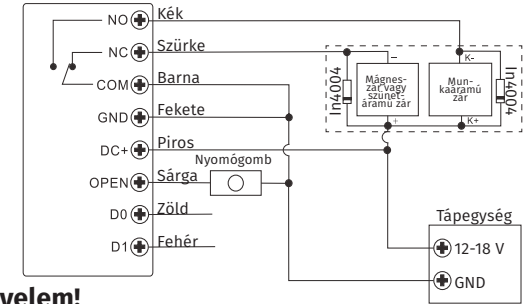 NO Kék
NC Szürke
COM Barna
GND Fekete
DC+ Piros
OPEN Sárga
D0 Zöld
D1 Fehér
Nyomógomb
In4004
–
Mágnes-
zár vagy
szünet-
áramú zár
+
K-
Mun-
kaáramú
zár
K+
In4004
Tápegység
12-18 V
GND
velem!